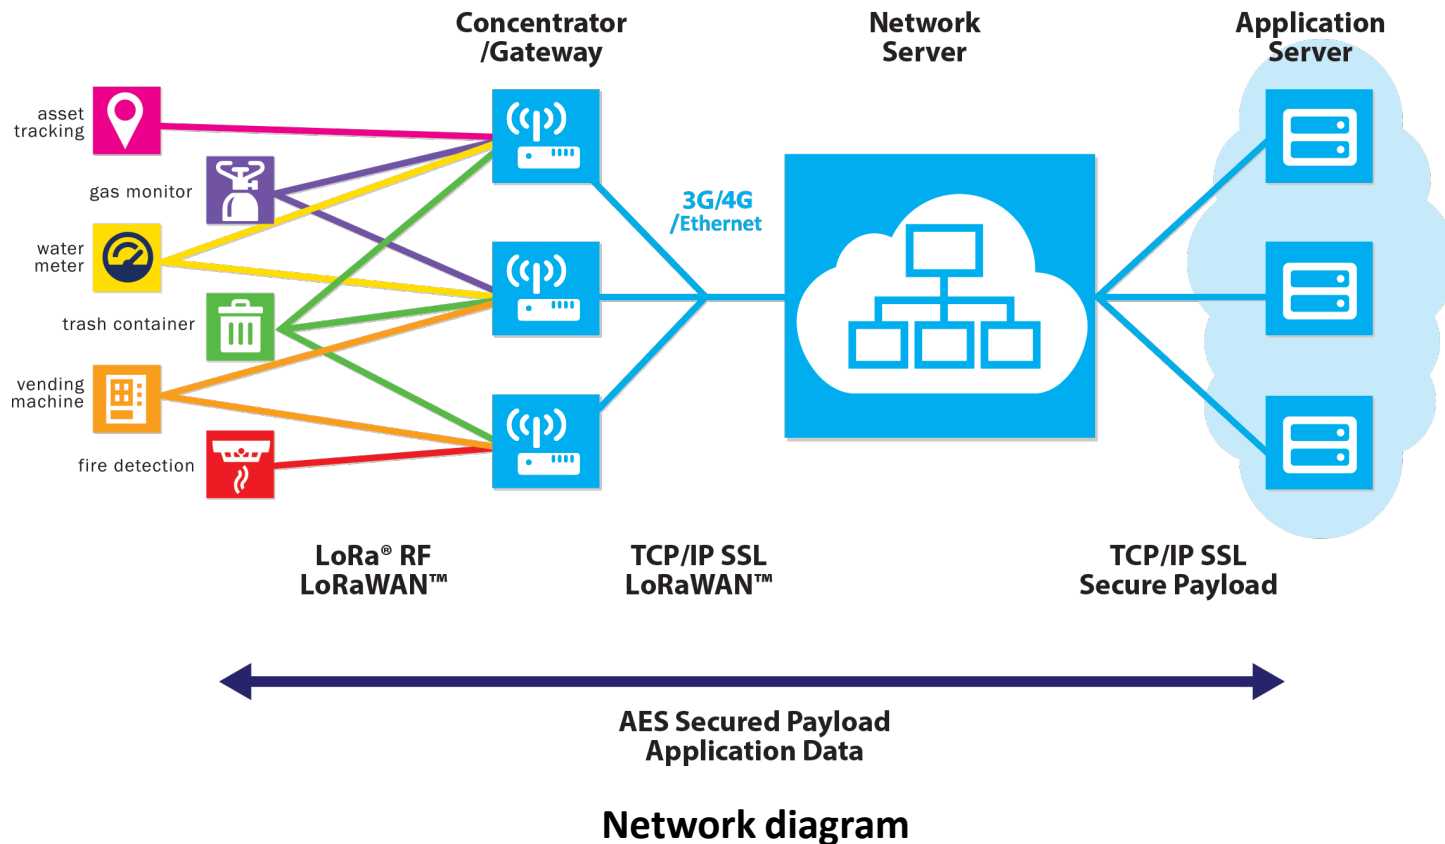 Concentrator
/Gateway
Network
Server
Application
Server
asset
tracking
gas monitor
water
meter
trash container
vending
machine
fire detection
3G/4G
/Ethernet
LoRa® RF
LoRaWAN™
TCP/IP SSL
LoRaWAN™
TCP/IP SSL
Secure Payload
AES Secured Payload
Application Data
Network diagram